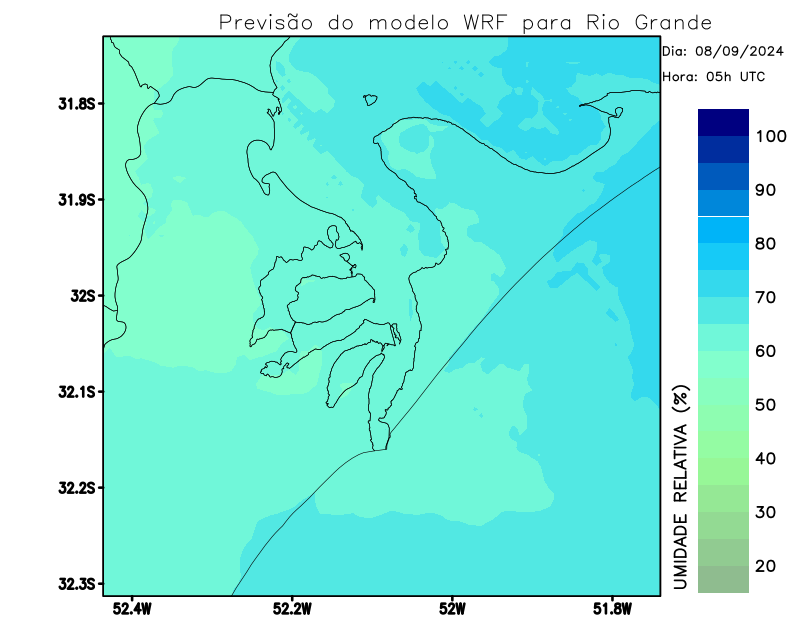 Previsão do modelo WRF para Rio Grande
Dia: 08/09/2024
Hora: 05h UTC
31.8S
31.9S
32S
32.1S
32.2S
32.3S
52.4W
52.2W
52W
51.8W
100
90
80
70
60
50
40
30
20
UMIDADE RELATIVA (%)